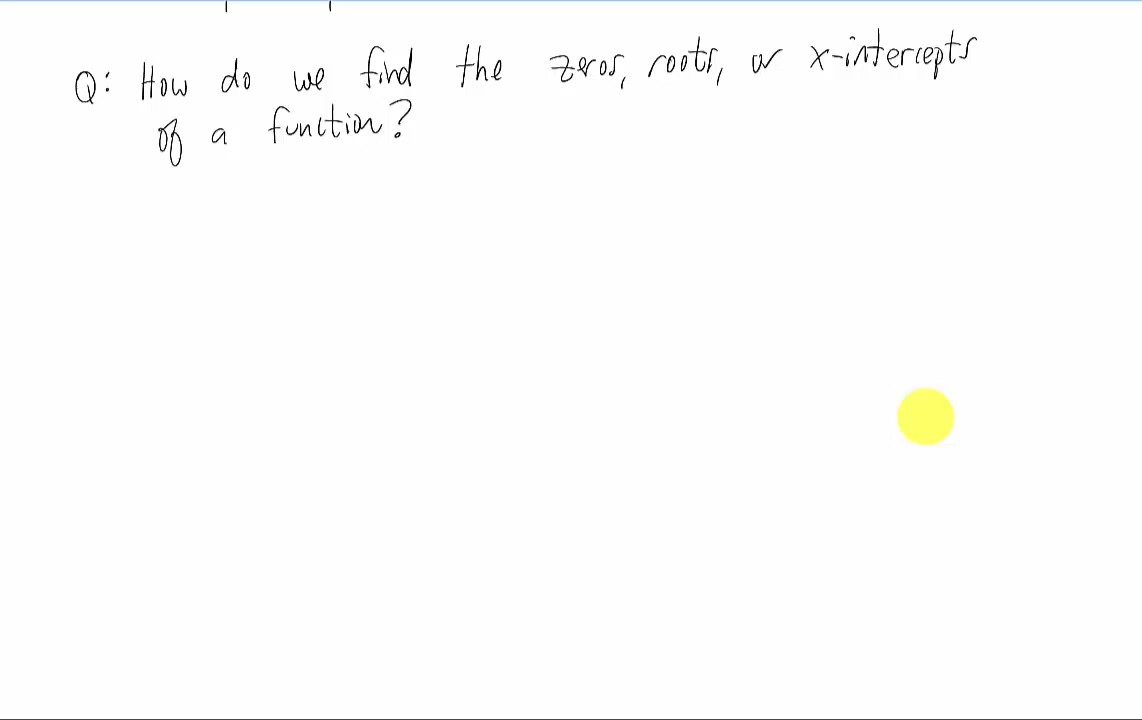 Q: How do we find the zeros, roots, or x-intercepts
of a function?